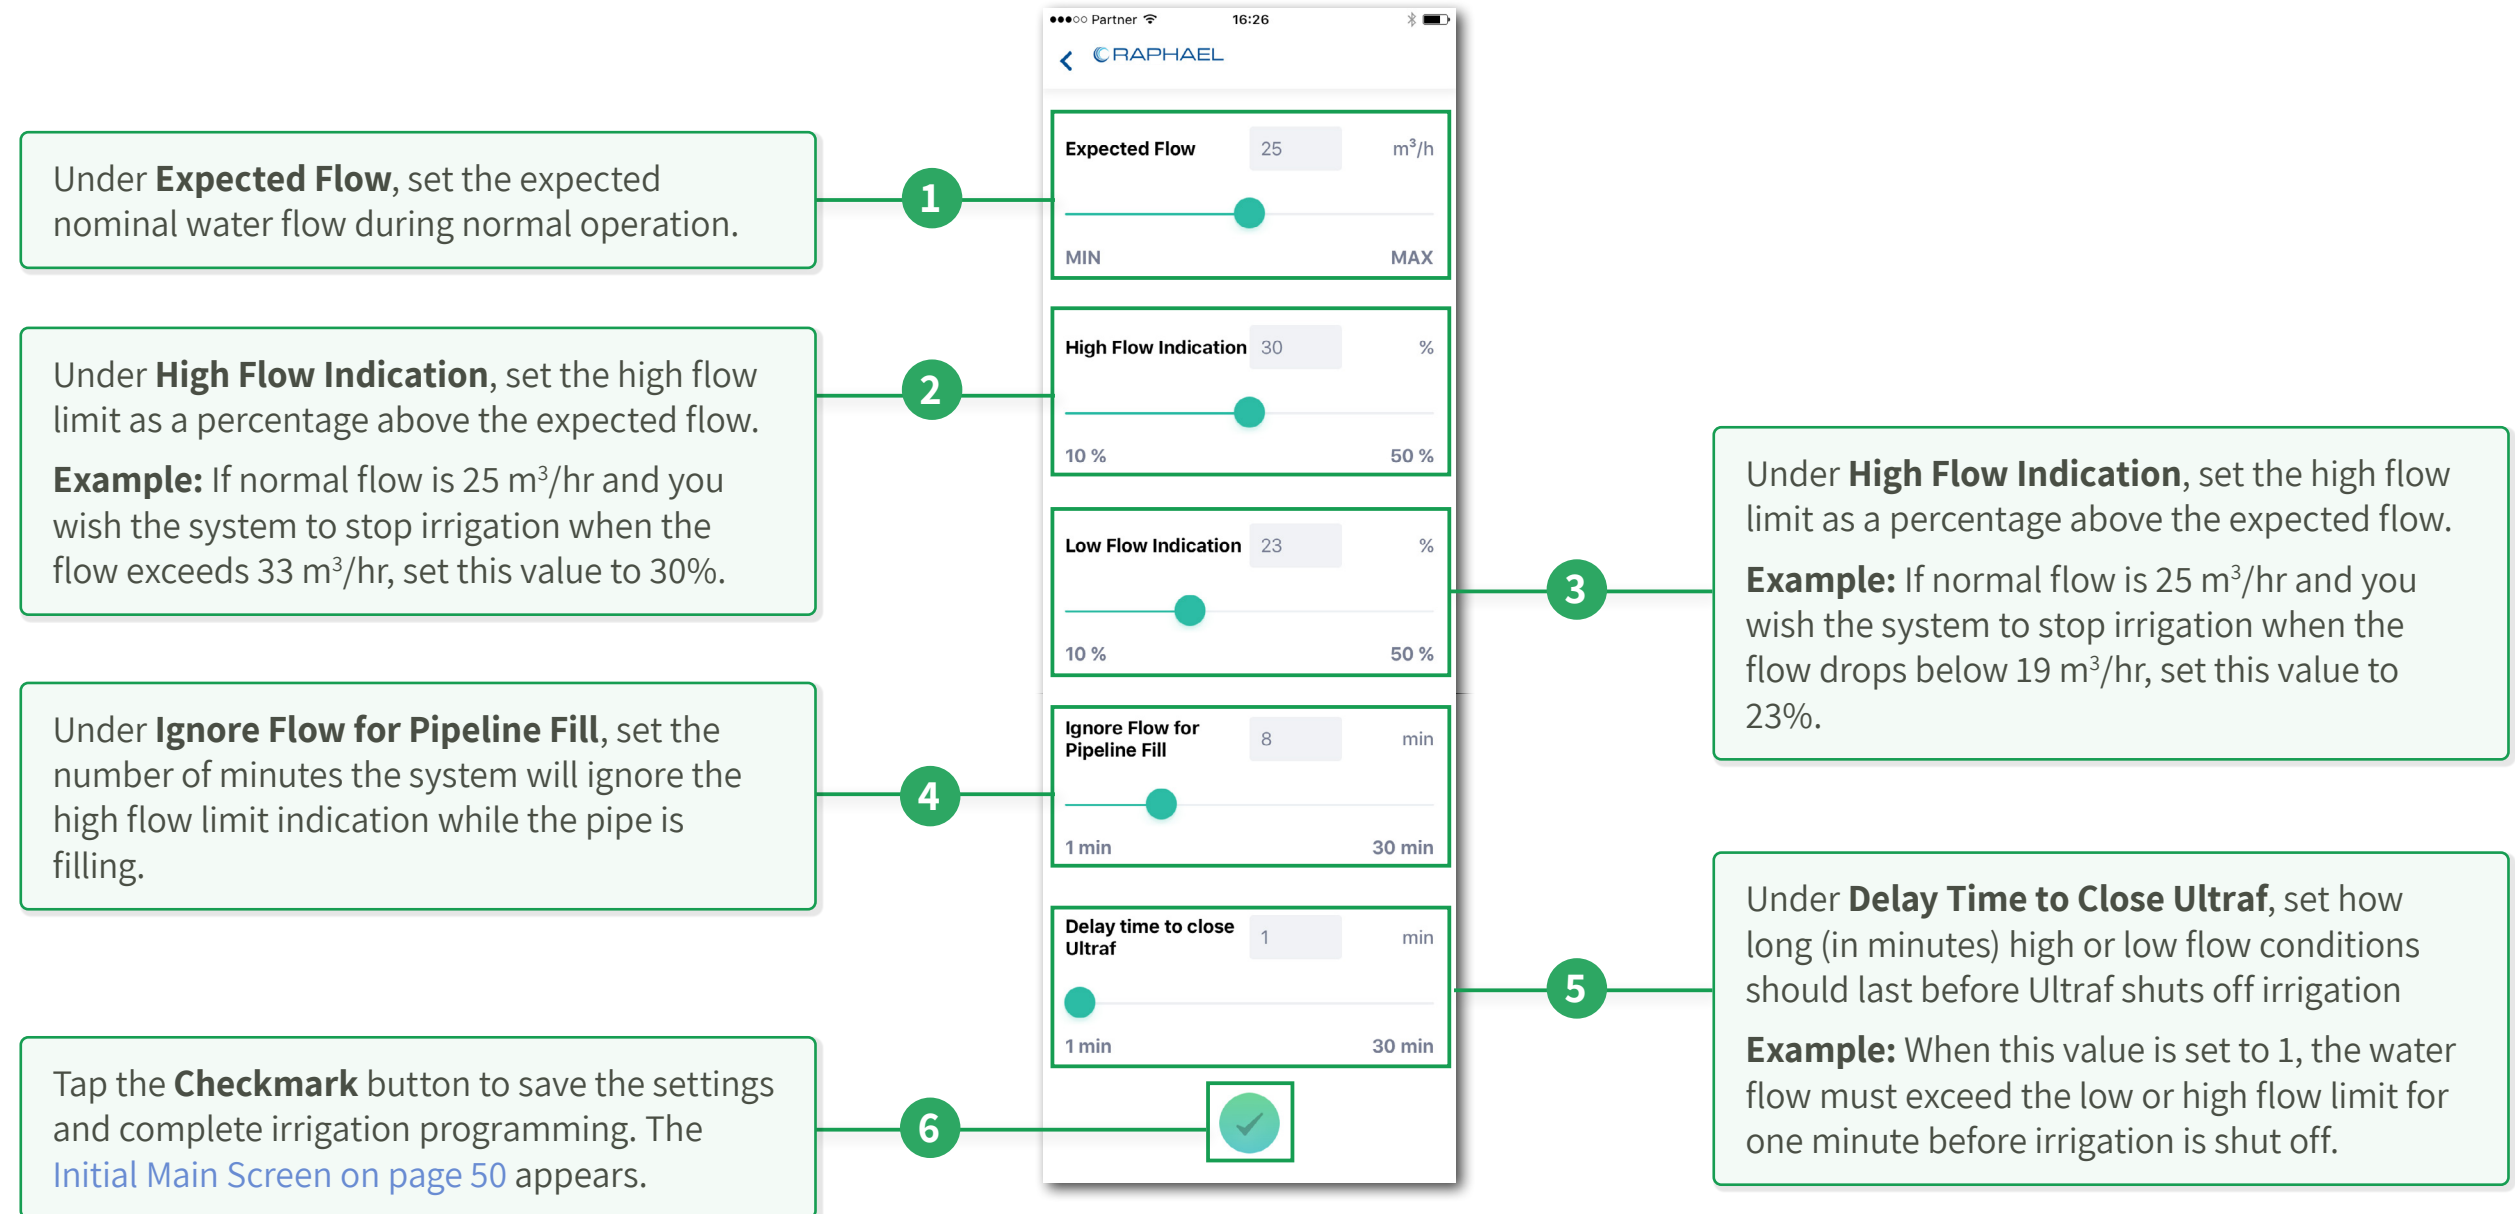 Partner
16:26
RAPHAEL
Under Expected Flow, set the expected
nominal water flow during normal operation.
1
Expected Flow 25 m³/h
MIN MAX
Under High Flow Indication, set the high flow
limit as a percentage above the expected flow.
Example: If normal flow is 25 m³/hr and you
wish the system to stop irrigation when the
flow exceeds 33 m³/hr, set this value to 30%.
2
High Flow Indication 30 %
10 % 50 %
Low Flow Indication 23 %
10 % 50 %
3
Under High Flow Indication, set the high flow
limit as a percentage above the expected flow.
Example: If normal flow is 25 m³/hr and you
wish the system to stop irrigation when the
flow drops below 19 m³/hr, set this value to
23%.
Under Ignore Flow for Pipeline Fill, set the
number of minutes the system will ignore the
high flow limit indication while the pipe is
filling.
4
Ignore Flow for
Pipeline Fill
8 min
1 min 30 min
Delay time to close
Ultraf
1 min
1 min 30 min
5
Under Delay Time to Close Ultraf, set how
long (in minutes) high or low flow conditions
should last before Ultraf shuts off irrigation
Example: When this value is set to 1, the water
flow must exceed the low or high flow limit for
one minute before irrigation is shut off.
Tap the Checkmark button to save the settings
and complete irrigation programming. The
Initial Main Screen on page 50 appears.
6